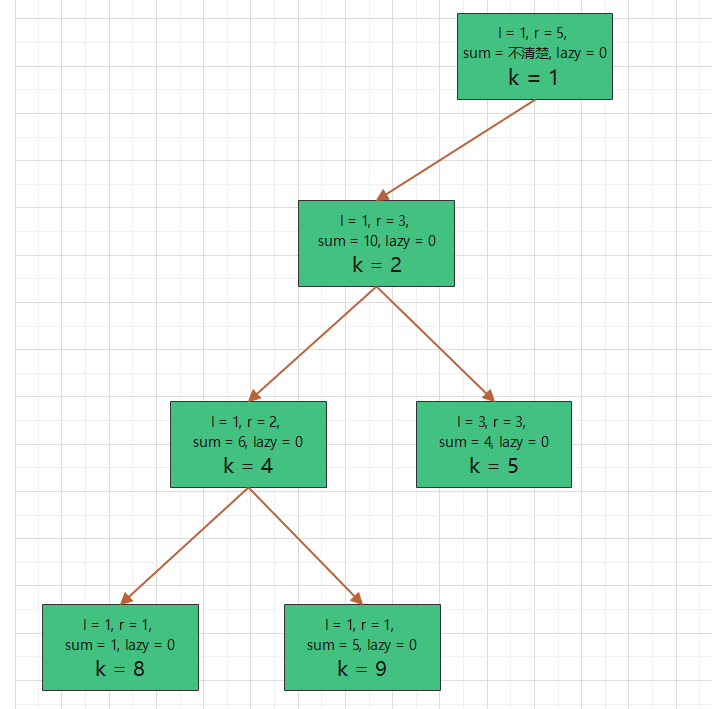 l = 1, r = 5,
sum = 不清楚, lazy = 0
k = 1
l = 1, r = 3,
sum = 10, lazy = 0
k = 2
l = 1, r = 2,
sum = 6, lazy = 0
k = 4
l = 3, r = 3,
sum = 4, lazy = 0
k = 5
l = 1, r = 1,
sum = 1, lazy = 0
k = 8
l = 1, r = 1,
sum = 5, lazy = 0
k = 9